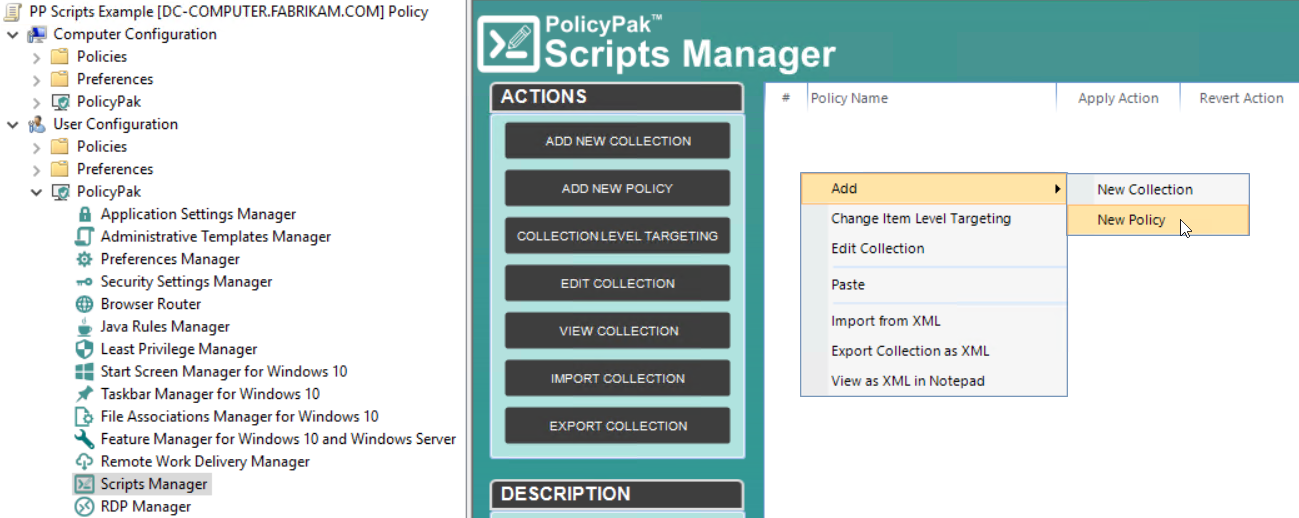 PP Scripts Example [DC-COMPUTER.FABRIKAM.COM] Policy
Computer Configuration
Policies
Preferences
PolicyPak
User Configuration
Policies
Preferences
PolicyPak
Application Settings Manager
Administrative Templates Manager
Preferences Manager
Security Settings Manager
Browser Router
Java Rules Manager
Least Privilege Manager
Start Screen Manager for Windows 10
Taskbar Manager for Windows 10
File Associations Manager for Windows 10
Feature Manager for Windows 10 and Windows Server
Remote Work Delivery Manager
Scripts Manager
RDP Manager
PolicyPak™
Scripts Manager
ACTIONS
ADD NEW COLLECTION
ADD NEW POLICY
COLLECTION LEVEL TARGETING
EDIT COLLECTION
VIEW COLLECTION
IMPORT COLLECTION
EXPORT COLLECTION
DESCRIPTION
# Policy Name Apply Action Revert Action
Add
Change Item Level Targeting
Edit Collection
Paste
Import from XML
Export Collection as XML
View as XML in Notepad
New Collection
New Policy